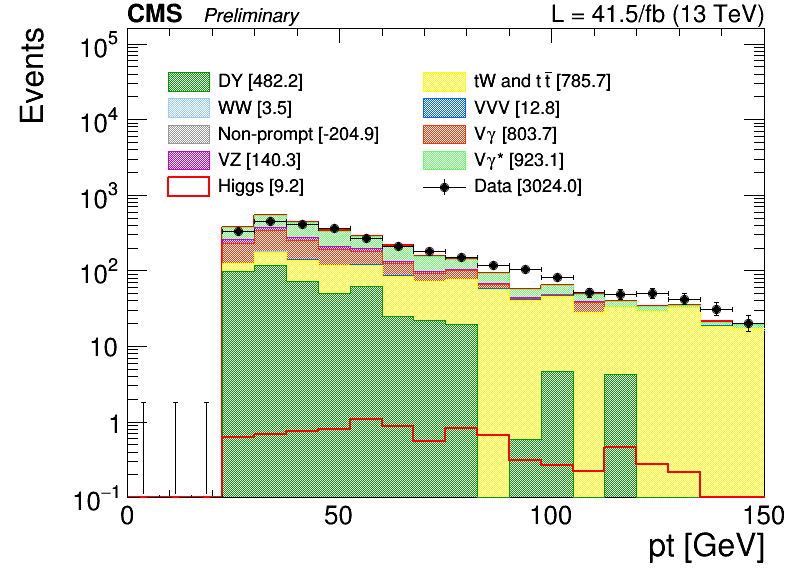 CMS Preliminary L = 41.5/fb (13 TeV)
Events
10⁵
10⁴
10³
10²
10
1
10⁻¹
DY [482.2]
WW [3.5]
Non-prompt [-204.9]
VZ [140.3]
Higgs [9.2]
tW and tt̄ [785.7]
VVV [12.8]
Vγ [803.7]
Vγ* [923.1]
Data [3024.0]
0 50 100 150
pt [GeV]